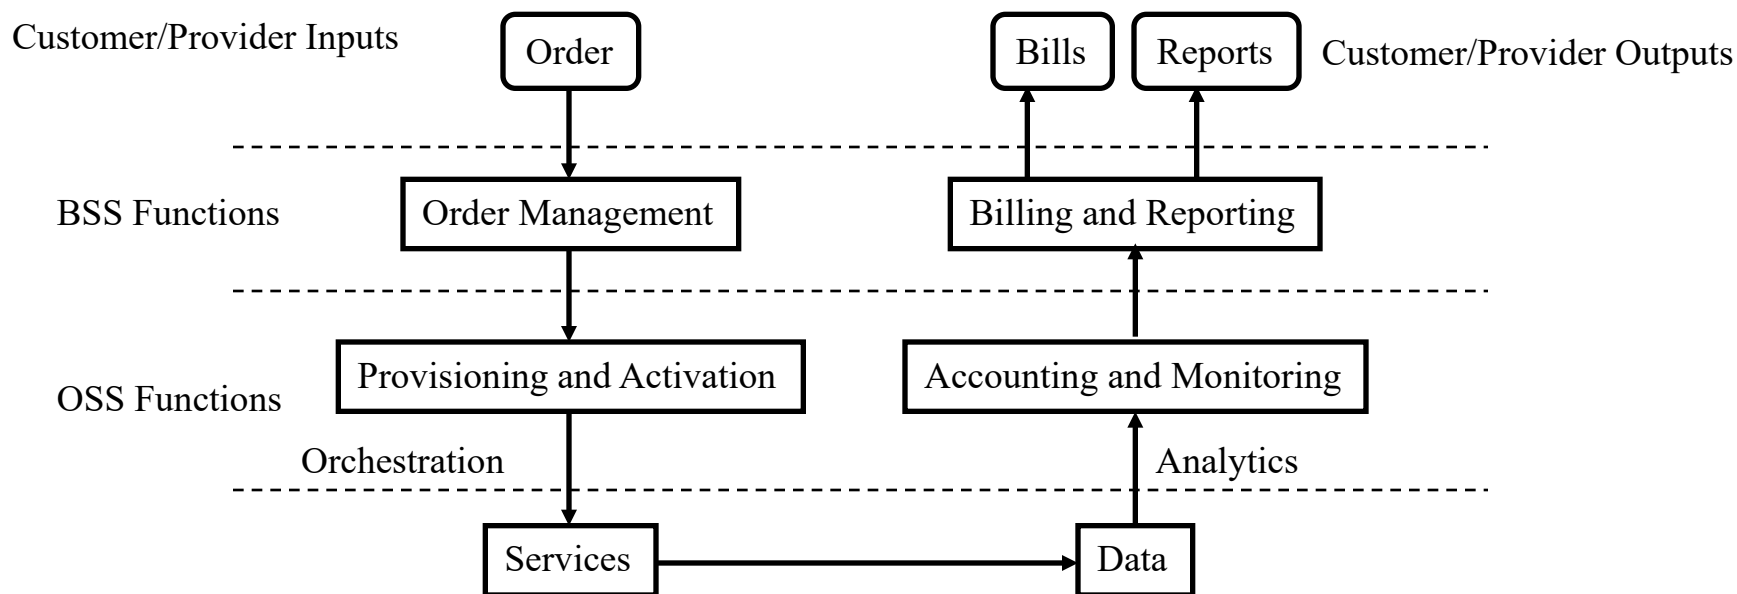 Customer/Provider Inputs
Order
Bills
Reports
Customer/Provider Outputs
BSS Functions
Order Management
Billing and Reporting
OSS Functions
Provisioning and Activation
Accounting and Monitoring
Orchestration
Analytics
Services
Data